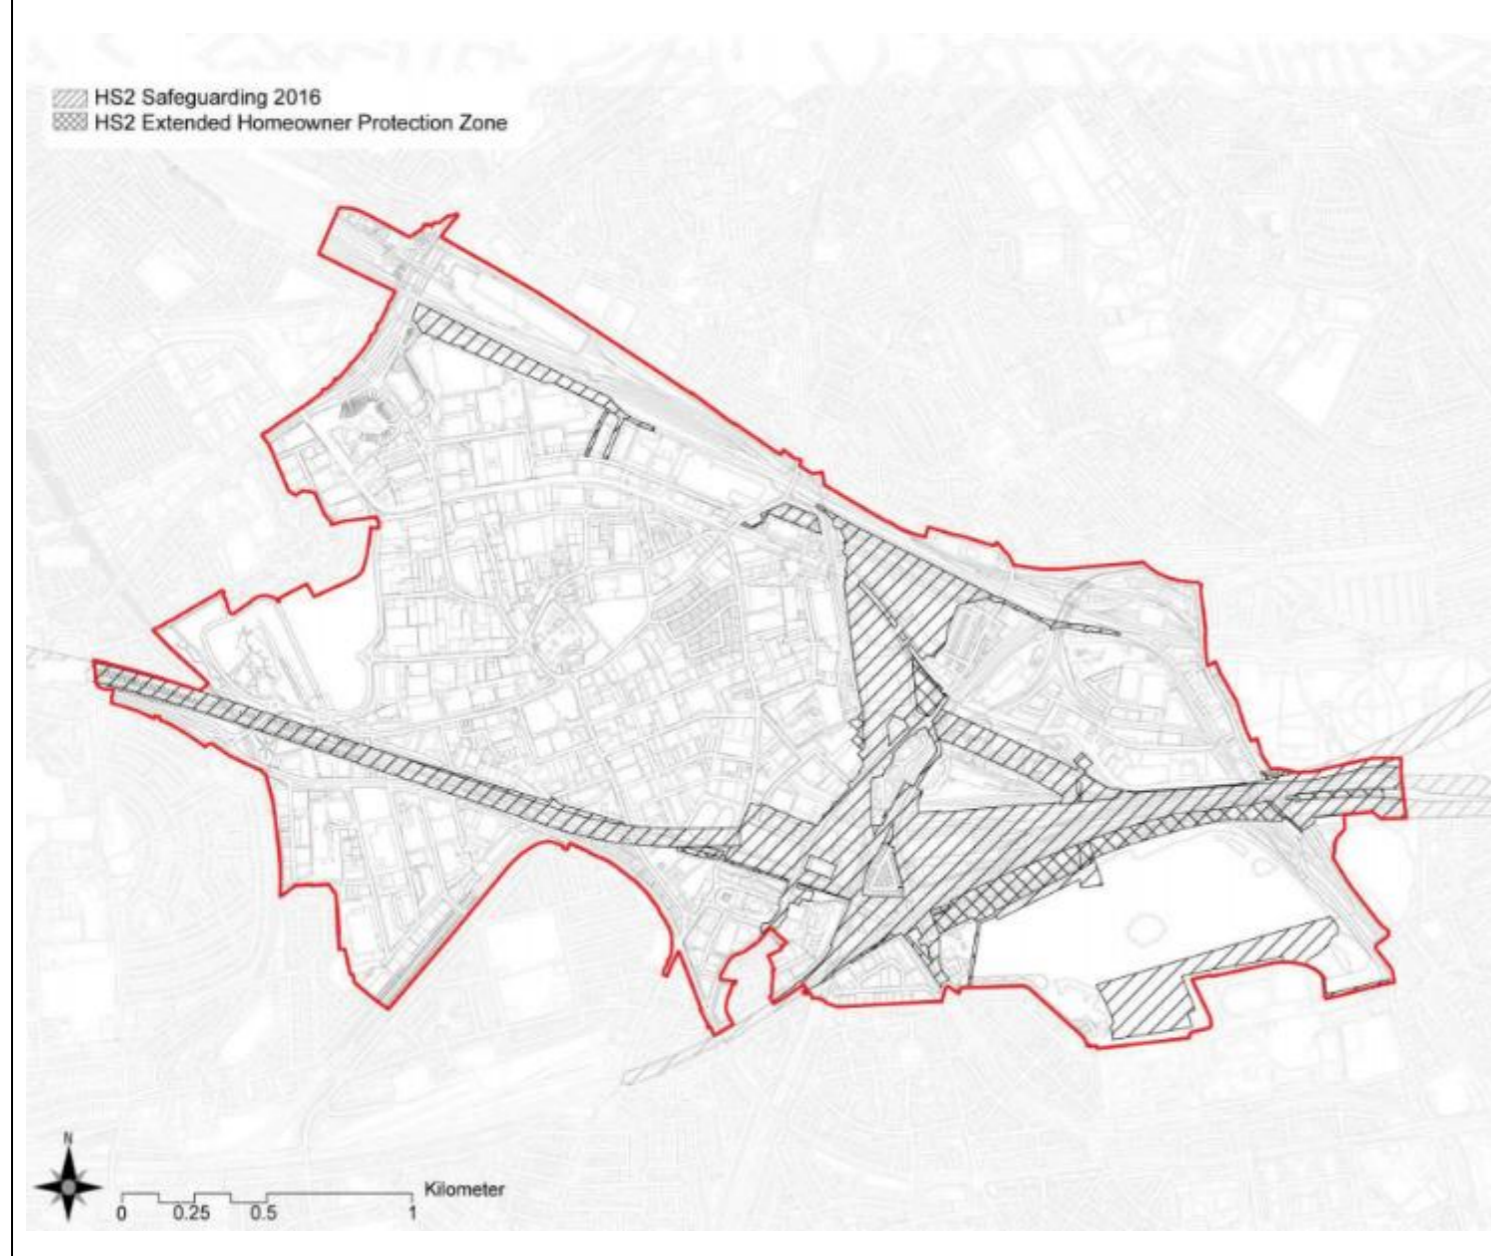 HS2 Safeguarding 2016
HS2 Extended Homeowner Protection Zone
N
Kilometer
0 0.25 0.5 1